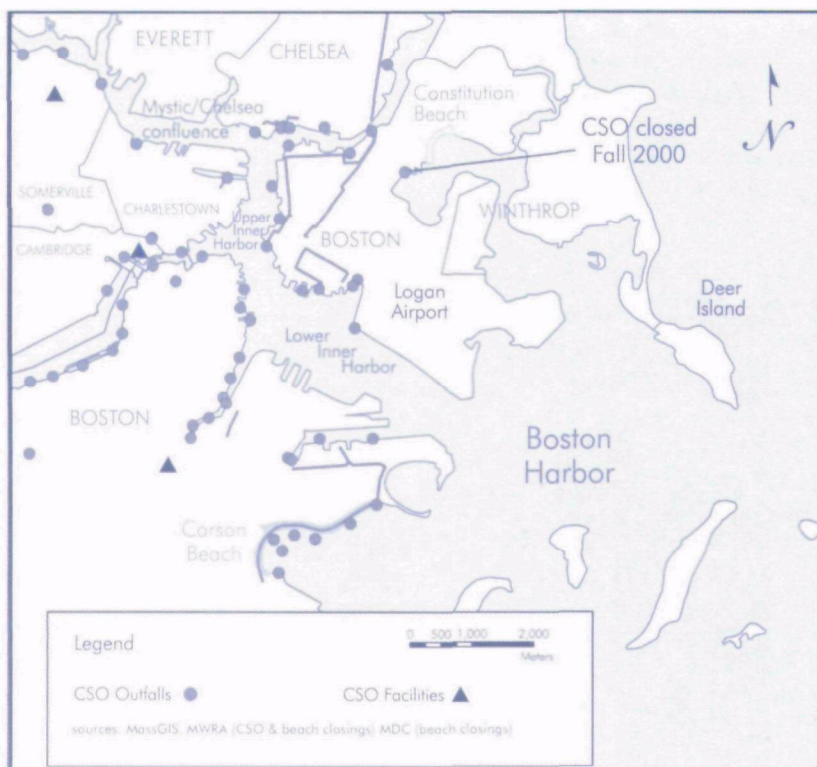 EVERETT
CHELSEA
Mystic/Chelsea
confluence
Constitution
Beach
CSO closed
Fall 2000
N
SOMERVILLE
CHARLESTOWN
WINTHROP
Upper
Inner
Harbor
BOSTON
CAMBRIDGE
Logan
Airport
Deer
Island
Lower
Inner
Harbor
BOSTON
Boston
Harbor
Carson
Beach
Legend
0 500 1,000 2,000
Meters
CSO Outfalls
CSO Facilities
sources: MassGIS, MWRA (CSO & beach closings) MDC (beach closings)